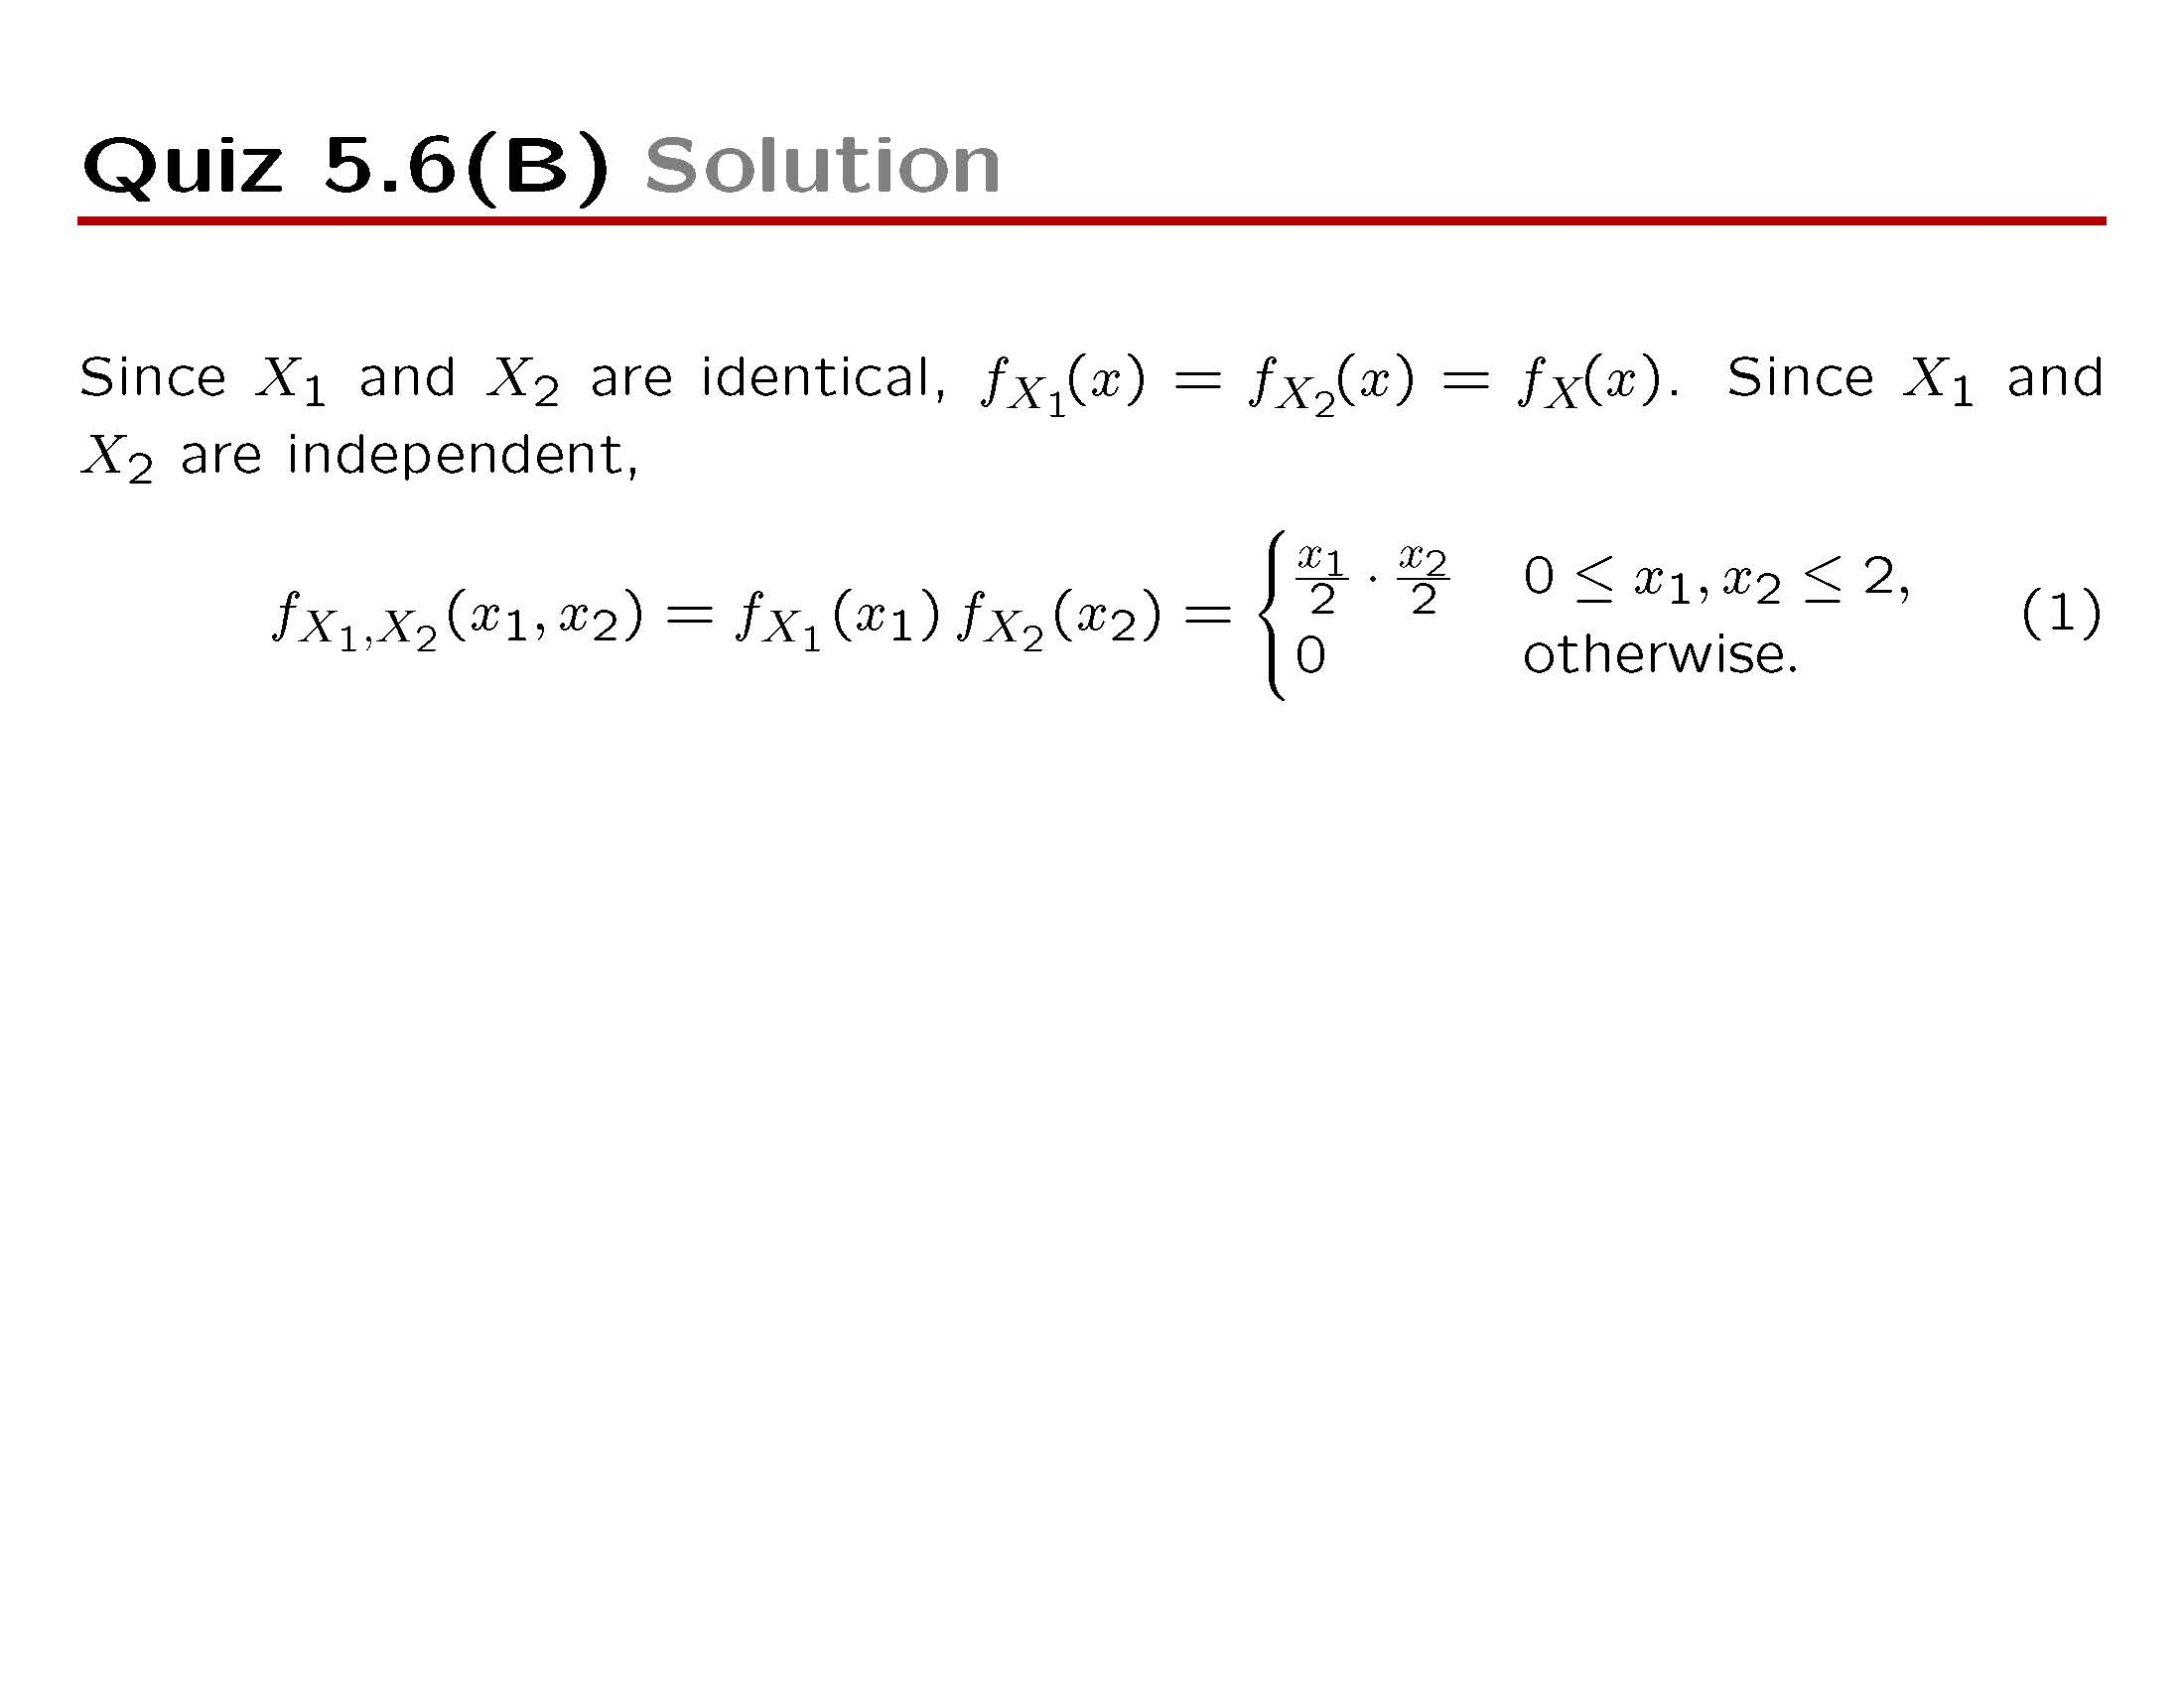 Quiz 5.6(B) Solution
Since X₁ and X₂ are identical, f_{X₁}(x) = f_{X₂}(x) = f_X(x). Since X₁ and
X₂ are independent,
f_{X₁,X₂}(x₁, x₂) = f_{X₁}(x₁) f_{X₂}(x₂) = { x₁/2 · x₂/2   0 ≤ x₁, x₂ ≤ 2,   (1)
0   otherwise.